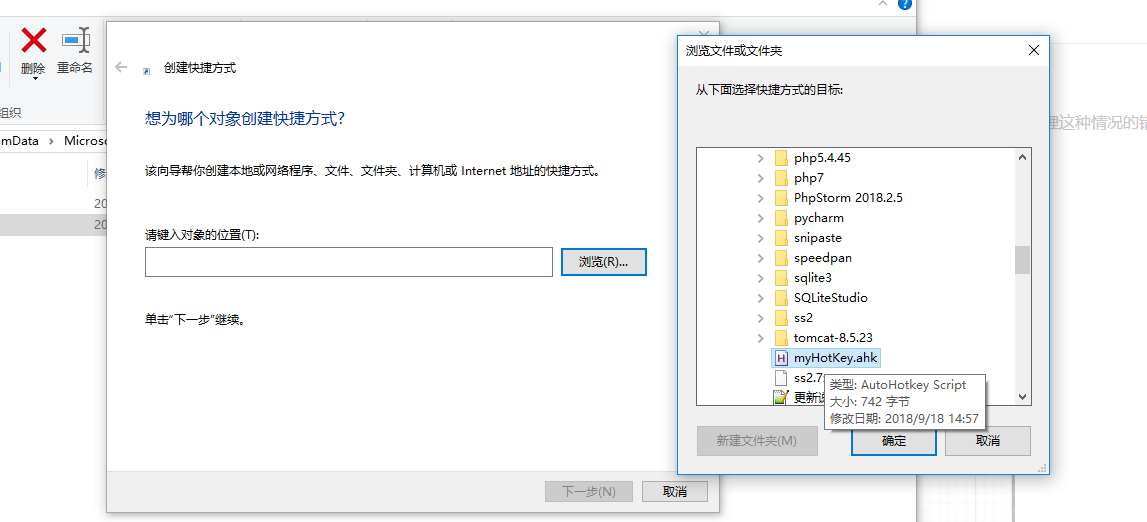 ?
删除
重命名
组织
mData
Microso
修
20
20
创建快捷方式
想为哪个对象创建快捷方式?
该向导帮你创建本地或网络程序、文件、文件夹、计算机或 Internet 地址的快捷方式。
请键入对象的位置(T):
浏览(R)...
单击“下一步”继续。
下一步(N)
取消
浏览文件或文件夹
从下面选择快捷方式的目标:
php5.4.45
php7
PhpStorm 2018.2.5
pycharm
snipaste
speedpan
sqlite3
SQLiteStudio
ss2
tomcat-8.5.23
myHotKey.ahk
ss2.7
更新
类型: AutoHotkey Script
大小: 742 字节
修改日期: 2018/9/18 14:57
新建文件夹(M)
确定
取消
理这种情况的错